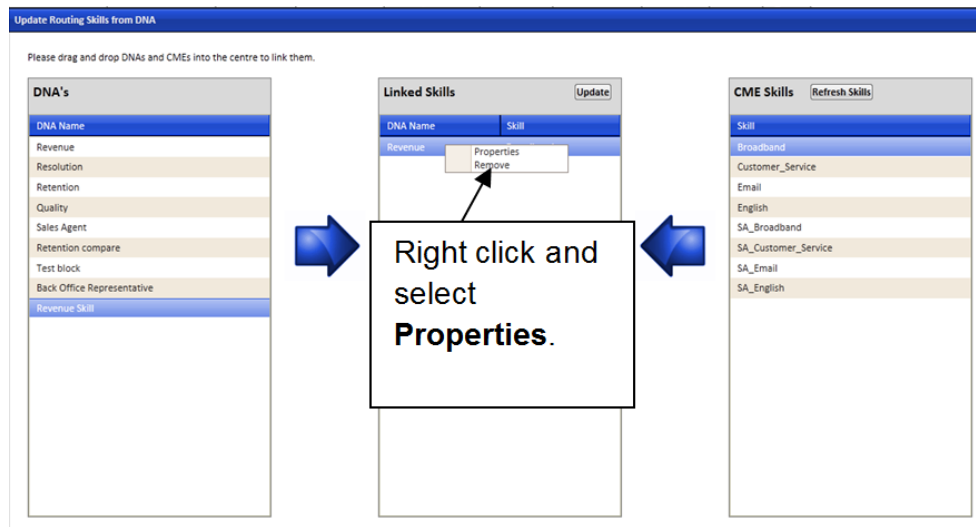 Update Routing Skills from DNA
Please drag and drop DNAs and CMEs into the centre to link them.
DNA's
DNA Name
Revenue
Resolution
Retention
Quality
Sales Agent
Retention compare
Test block
Back Office Representative
Revenue Skill
Linked Skills
Update
DNA Name
Skill
Revenue
Properties
Remove
Right click and
select
Properties.
CME Skills
Refresh Skills
Skill
Broadband
Customer_Service
Email
English
SA_Broadband
SA_Customer_Service
SA_Email
SA_English